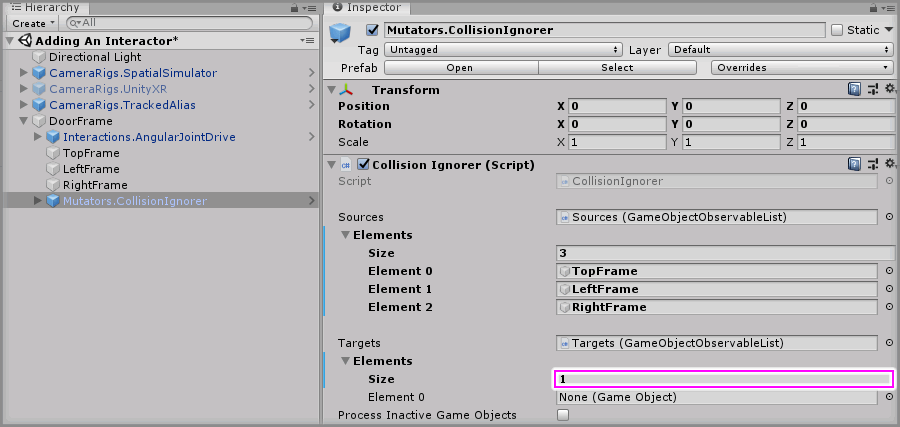 Hierarchy
Create
All
Adding An Interactor*
Directional Light
CameraRigs.SpatialSimulator
CameraRigs.UnityXR
CameraRigs.TrackedAlias
DoorFrame
Interactions.AngularJointDrive
TopFrame
LeftFrame
RightFrame
Mutators.CollisionIgnorer
Inspector
Mutators.CollisionIgnorer Static
Tag Untagged Layer Default
Prefab Open Select Overrides
Transform
Position X 0 Y 0 Z 0
Rotation X 0 Y 0 Z 0
Scale X 1 Y 1 Z 1
C# Collision Ignorer (Script)
Script CollisionIgnorer
Sources Sources (GameObjectObservableList)
Elements
Size 3
Element 0 TopFrame
Element 1 LeftFrame
Element 2 RightFrame
Targets Targets (GameObjectObservableList)
Elements
Size 1
Element 0 None (Game Object)
Process Inactive Game Objects